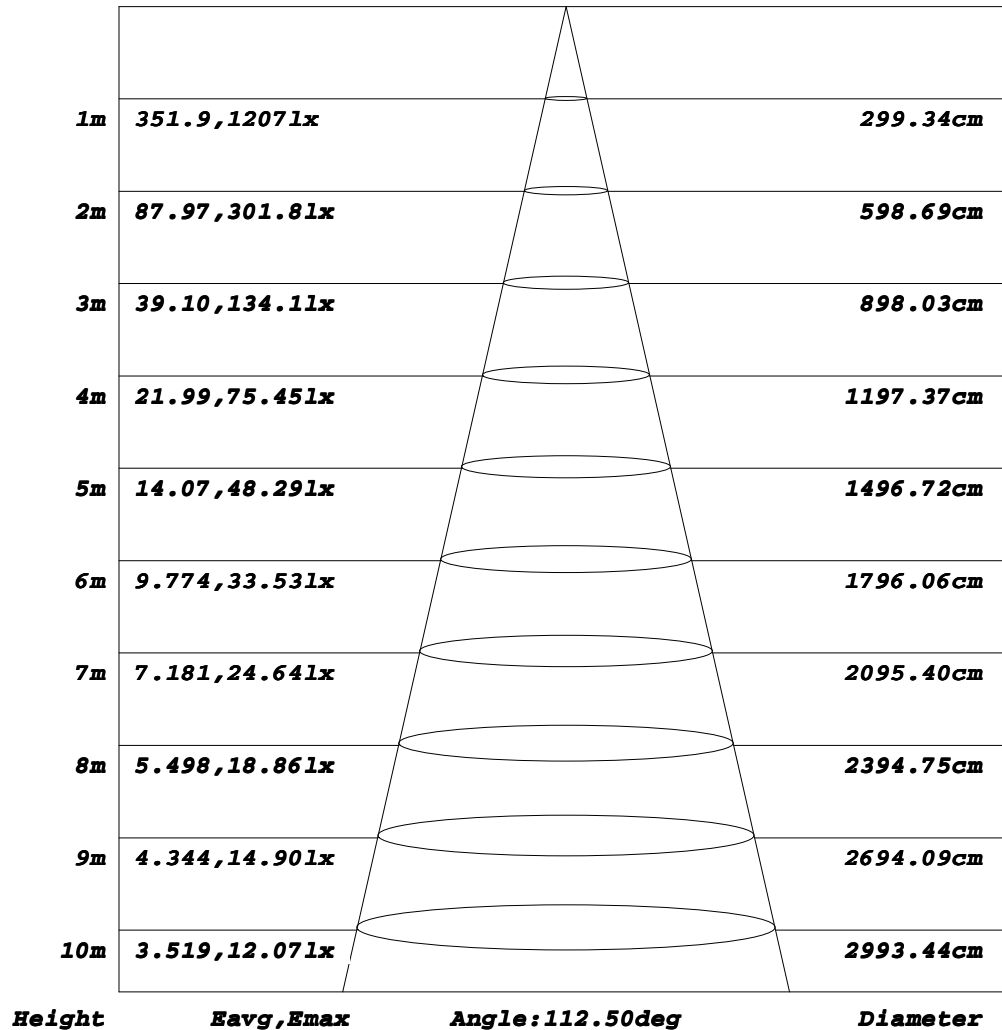 1m 351.9,1207lx 299.34cm
2m 87.97,301.8lx 598.69cm
3m 39.10,134.1lx 898.03cm
4m 21.99,75.45lx 1197.37cm
5m 14.07,48.29lx 1496.72cm
6m 9.774,33.53lx 1796.06cm
7m 7.181,24.64lx 2095.40cm
8m 5.498,18.86lx 2394.75cm
9m 4.344,14.90lx 2694.09cm
10m 3.519,12.07lx 2993.44cm
Height Eavg,Emax Angle:112.50deg Diameter